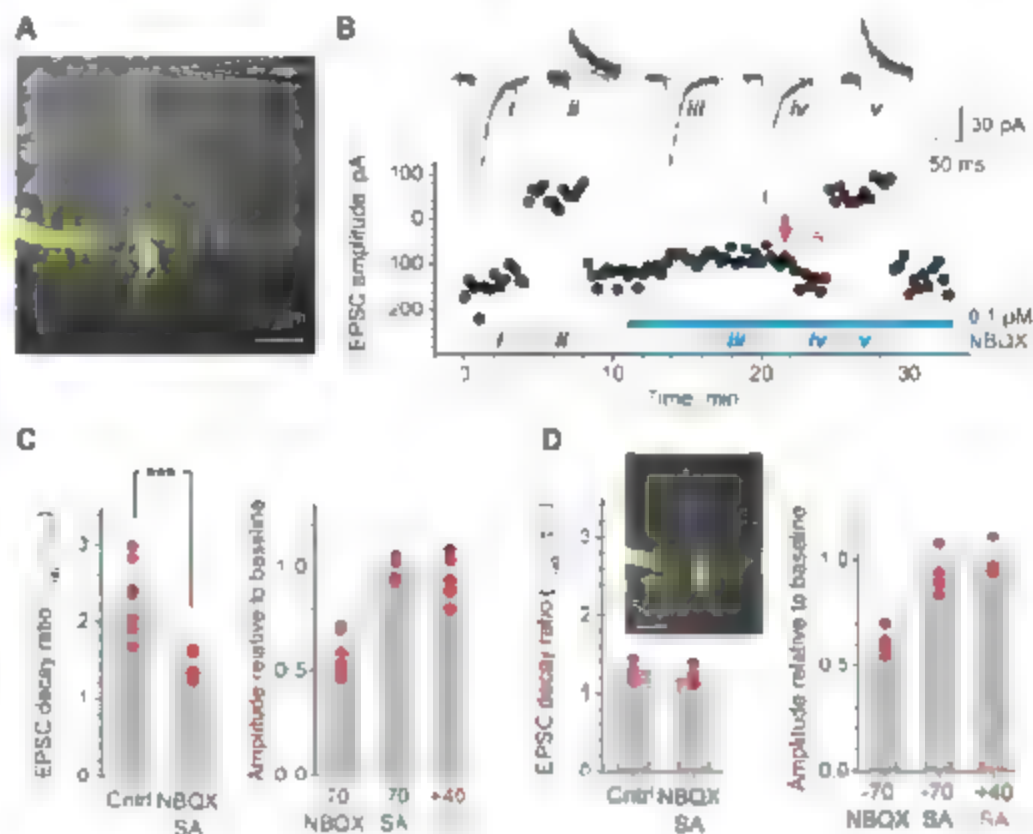 A
B
i ii iii iv v
30 pA
50 ms
EPSC amplitude, pA
100
0
100
200
i ii iii iv v
0.1 µM
NBQX
0 10 20 30
Time, min
C
***
EPSC decay ratio
3
2
1
0
Cntrl NBQX
SA
Amplitude relative to baseline
1.0
0.5
0.0
-70 -70 +40
NBQX SA
D
EPSC decay ratio
3
2
1
0
Cntrl NBQX
SA
Amplitude relative to baseline
1.0
0.5
0.0
-70 -70 +40
NBQX SA SA